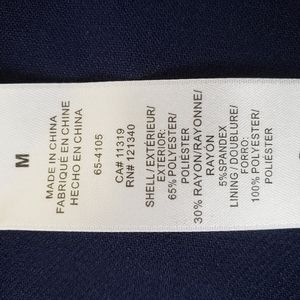 M
MADE IN CHINA
FABRIQUÉ EN CHINE
HECHO EN CHINA
65-4105
CA# 11319
RN# 121340
SHELL/EXTÉRIEUR/
EXTERIOR:
65% POLYESTER/
POLIÉSTER
30% RAYON/RAYONNE/
RAYÓN
5%SPANDEX
LINING/DOUBLURE/
FORRO:
100% POLYESTER/
POLIÉSTER